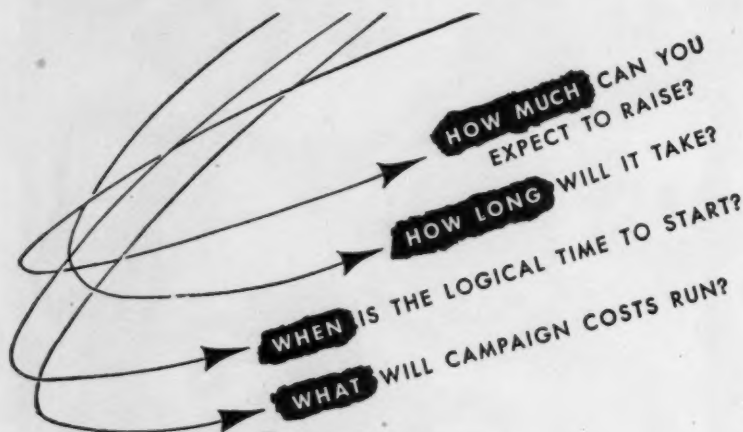 HOW MUCH CAN YOU
EXPECT TO RAISE?
HOW LONG WILL IT TAKE?
WHEN IS THE LOGICAL TIME TO START?
WHAT WILL CAMPAIGN COSTS RUN?